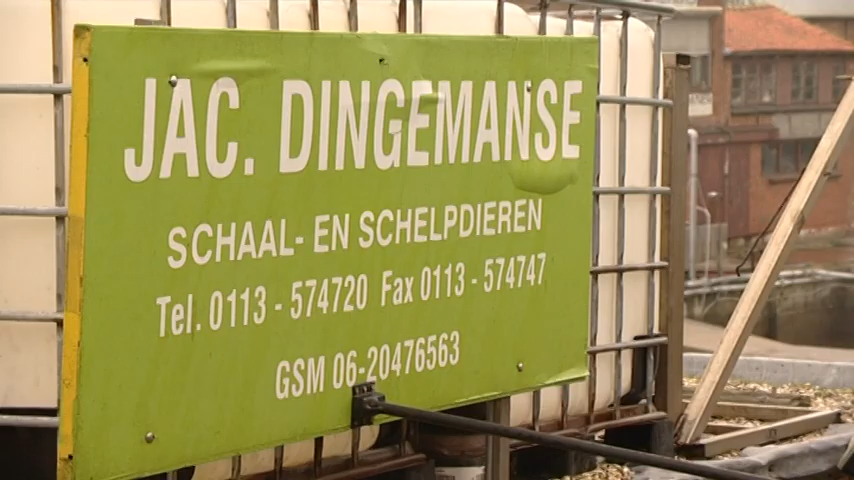 JAC. DINGEMANSE
SCHAAL- EN SCHELPDIEREN
Tel. 0113 - 574720 Fax 0113 - 574747
GSM 06-20476563